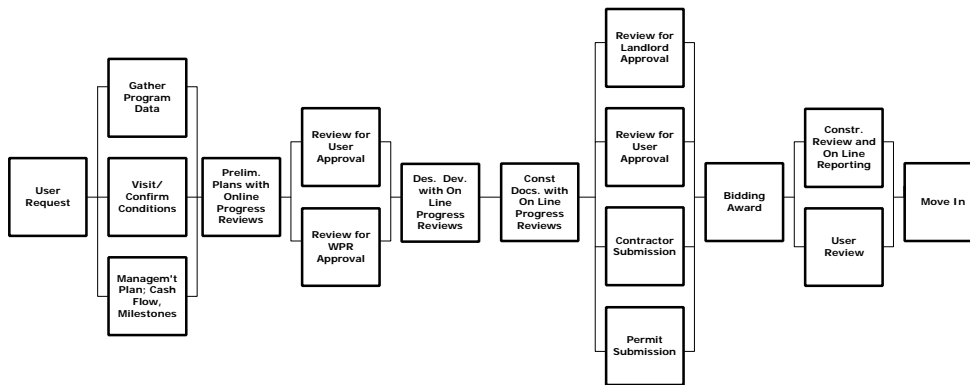 User
Request
Gather
Program
Data
Visit/
Confirm
Conditions
Managem't
Plan; Cash
Flow,
Milestones
Prelim.
Plans with
Online
Progress
Reviews
Review for
User
Approval
Review for
WPR
Approval
Des. Dev.
with On
Line
Progress
Reviews
Const
Docs. with
On Line
Progress
Reviews
Review for
Landlord
Approval
Review for
User
Approval
Contractor
Submission
Permit
Submission
Bidding
Award
Constr.
Review and
On Line
Reporting
User
Review
Move In